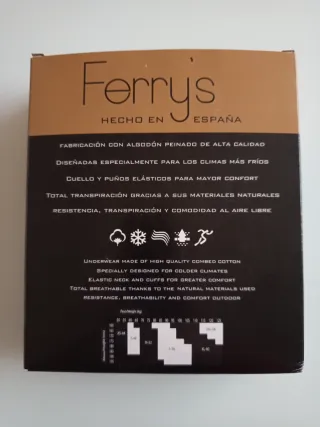 Ferry's
HECHO EN ESPAÑA
FABRICACIÓN CON ALGODÓN PEINADO DE ALTA CALIDAD
DISEÑADAS ESPECIALMENTE PARA LOS CLIMAS MÁS FRÍOS
CUELLO Y PUÑOS ELÁSTICOS PARA MAYOR CONFORT
TOTAL TRANSPIRACIÓN GRACIAS A SUS MATERIALES NATURALES
RESISTENCIA, TRANSPIRACIÓN Y COMODIDAD AL AIRE LIBRE
UNDERWEAR MADE OF HIGH QUALITY COMBED COTTON
SPECIALLY DESIGNED FOR COLDER CLIMATES
ELASTIC NECK AND CUFFS FOR GREATER COMFORT
TOTAL BREATHABLE THANKS TO THE NATURAL MATERIALS USED
RESISTANCE, BREATHABILITY AND COMFORT OUTDOOR